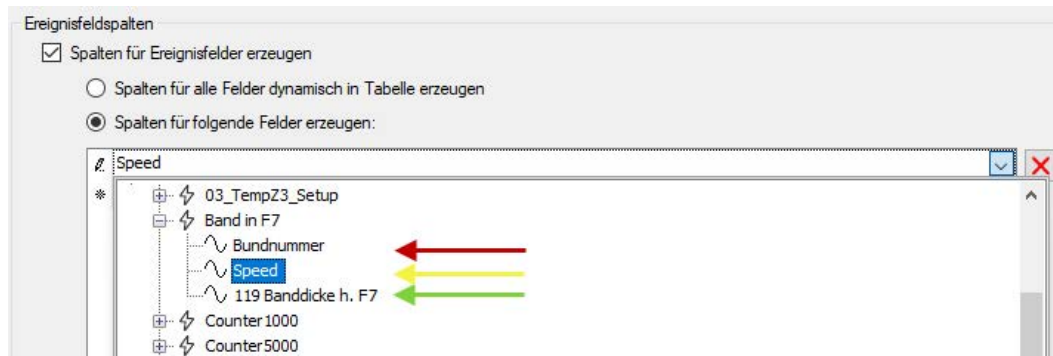 Ereignisfeldspalten
Spalten für Ereignisfelder erzeugen
Spalten für alle Felder dynamisch in Tabelle erzeugen
Spalten für folgende Felder erzeugen:
Speed
03_TempZ3_Setup
Band in F7
Bundnummer
Speed
119 Banddicke h. F7
Counter1000
Counter5000